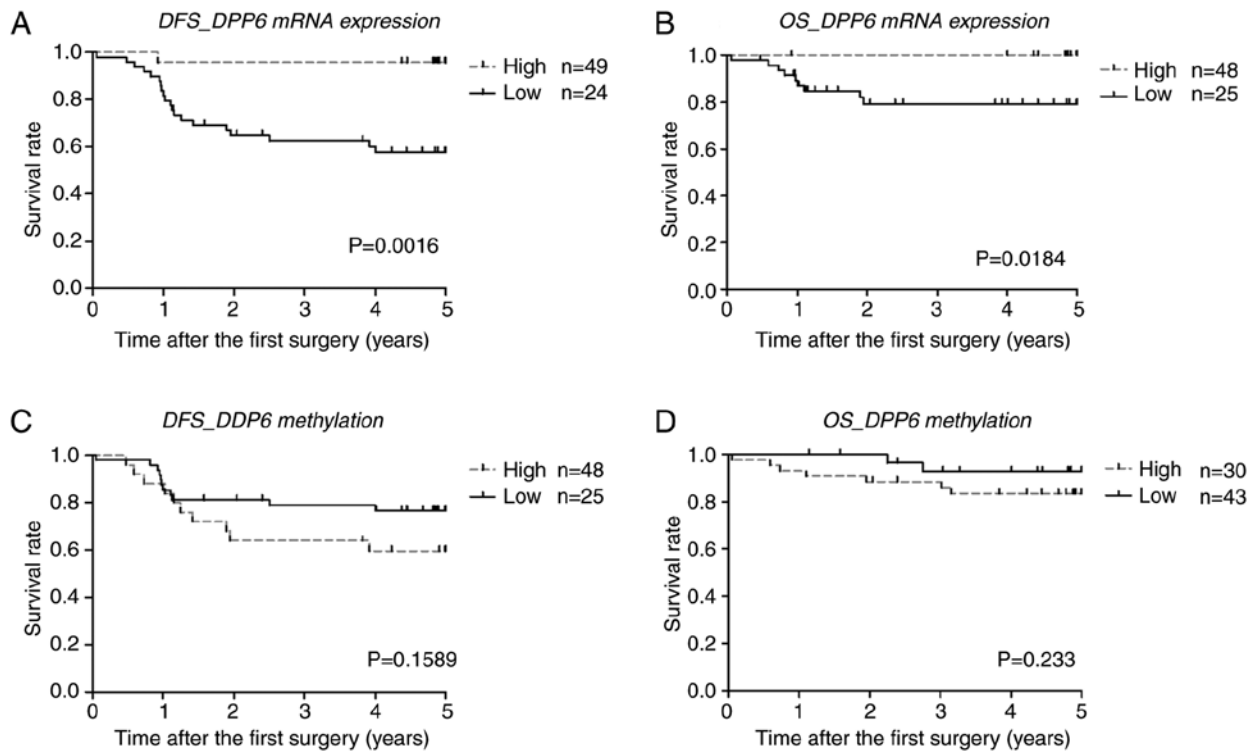 A
DFS_DPP6 mRNA expression
1.0
0.8
0.6
0.4
0.2
0.0
Survival rate
0 1 2 3 4 5
Time after the first surgery (years)
High n=49
Low n=24
P=0.0016
B
OS_DPP6 mRNA expression
1.0
0.8
0.6
0.4
0.2
0.0
Survival rate
0 1 2 3 4 5
Time after the first surgery (years)
High n=48
Low n=25
P=0.0184
C
DFS_DDP6 methylation
1.0
0.8
0.6
0.4
0.2
0.0
Survival rate
0 1 2 3 4 5
Time after the first surgery (years)
High n=48
Low n=25
P=0.1589
D
OS_DPP6 methylation
1.0
0.8
0.6
0.4
0.2
0.0
Survival rate
0 1 2 3 4 5
Time after the first surgery (years)
High n=30
Low n=43
P=0.233